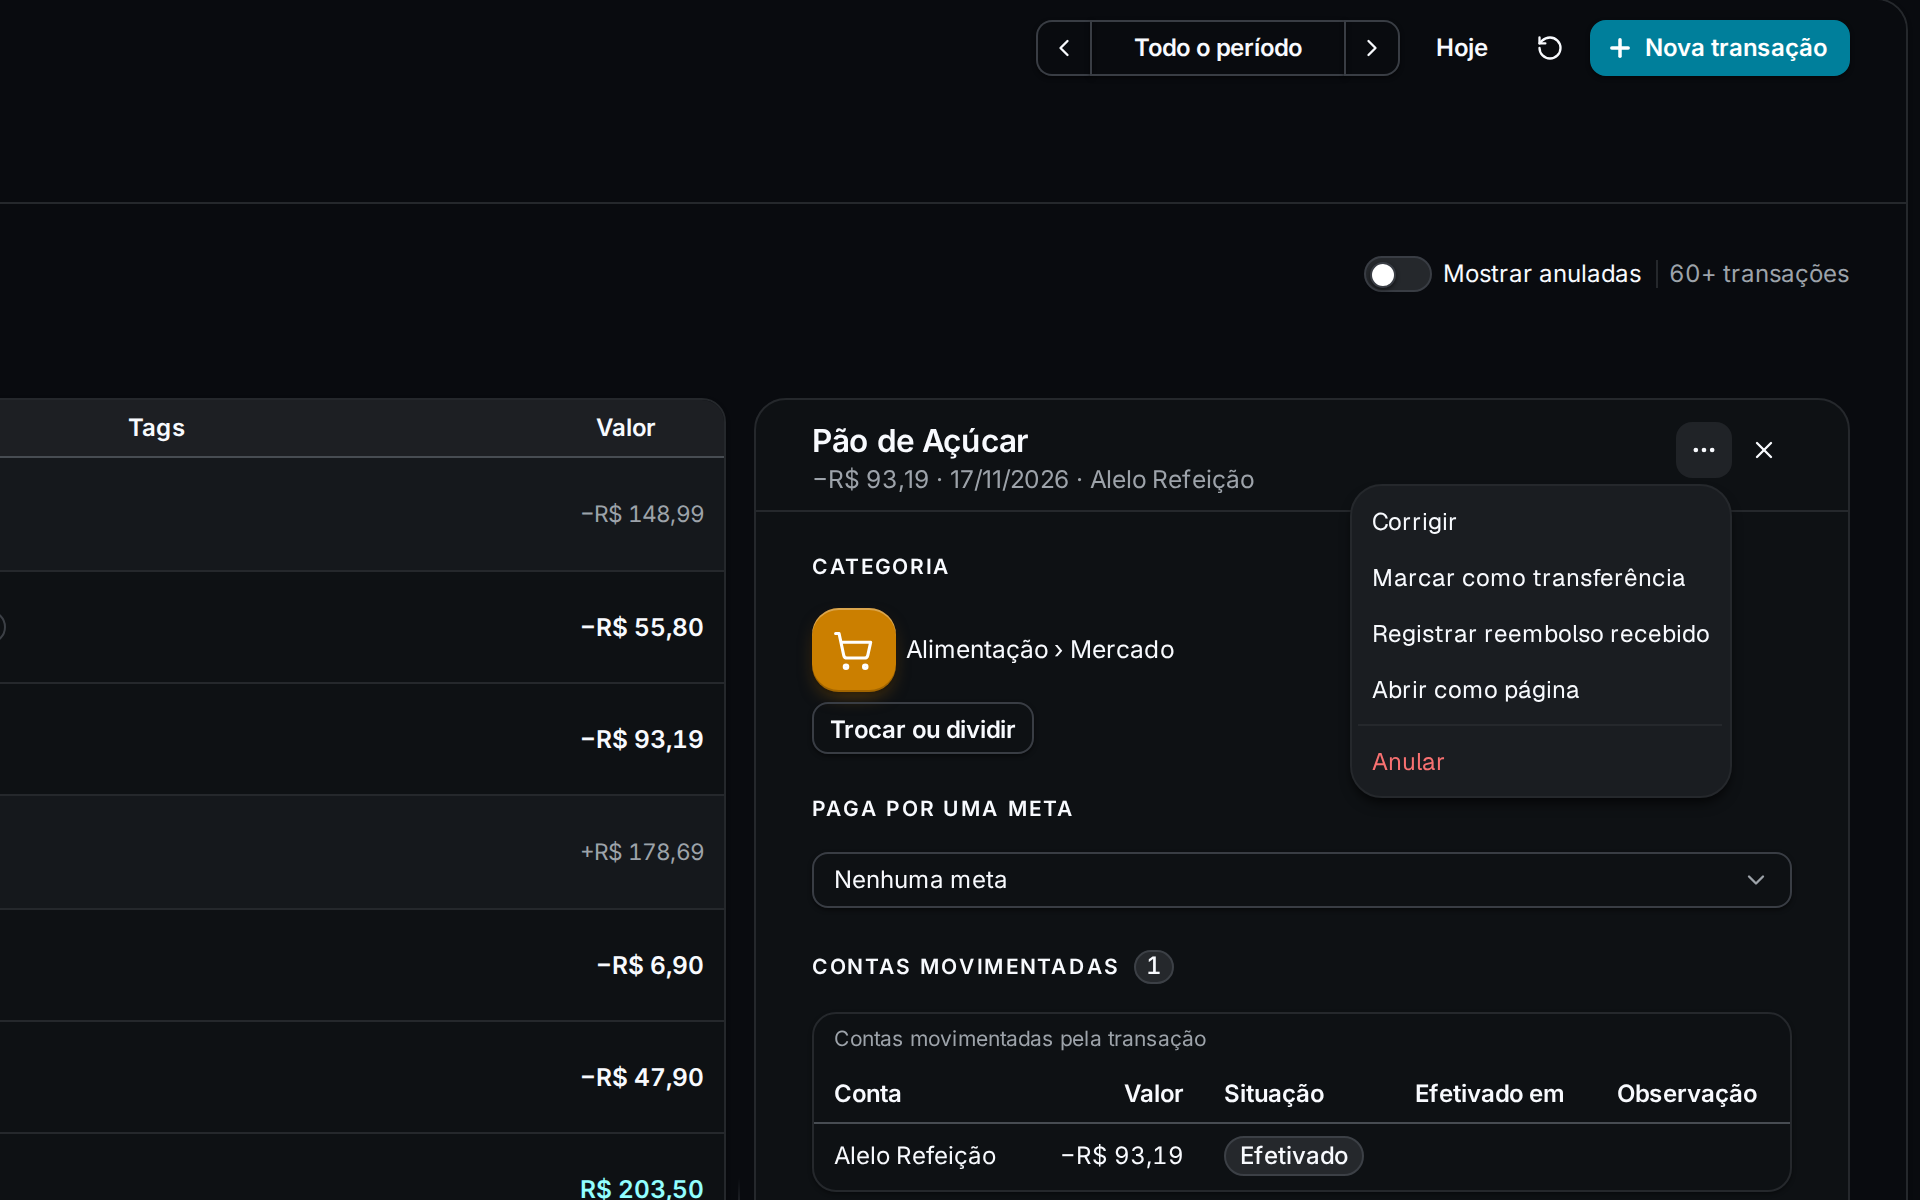 Todo o período
Hoje
Nova transação
Mostrar anuladas
60+ transações
Tags
Valor
−R$ 148,99
−R$ 55,80
−R$ 93,19
+R$ 178,69
−R$ 6,90
−R$ 47,90
R$ 203,50
Pão de Açúcar
−R$ 93,19 · 17/11/2026 · Alelo Refeição
Corrigir
Marcar como transferência
Registrar reembolso recebido
Abrir como página
Anular
CATEGORIA
Alimentação › Mercado
Trocar ou dividir
PAGA POR UMA META
Nenhuma meta
CONTAS MOVIMENTADAS 1
Contas movimentadas pela transação
Conta Valor Situação Efetivado em Observação
Alelo Refeição −R$ 93,19 Efetivado